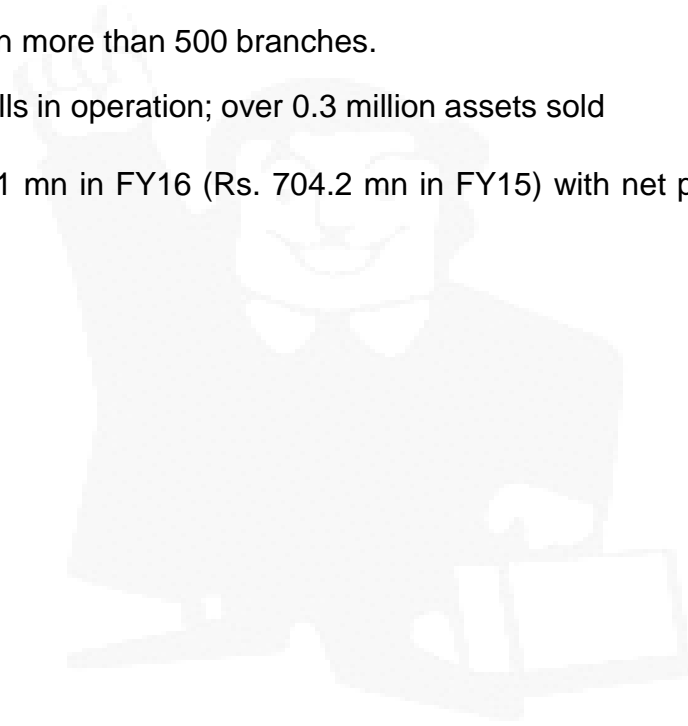 n more than 500 branches.
lls in operation; over 0.3 million assets sold
1 mn in FY16 (Rs. 704.2 mn in FY15) with net p